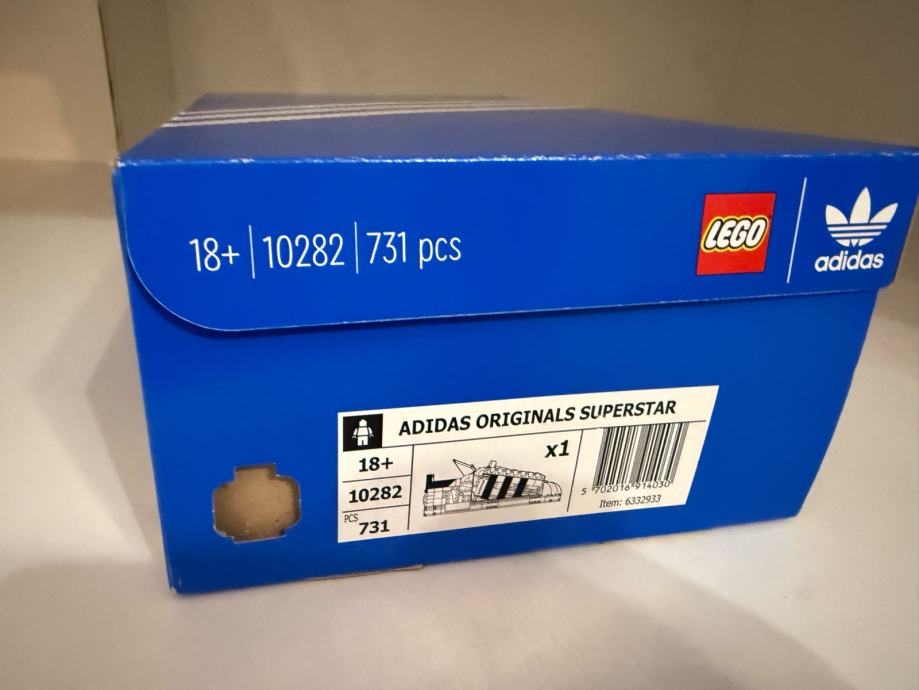 18+ | 10282 | 731 pcs
LEGO
adidas
ADIDAS ORIGINALS SUPERSTAR
18+
10282
PCS
731
x1
5 702016 914030
Item: 6332933